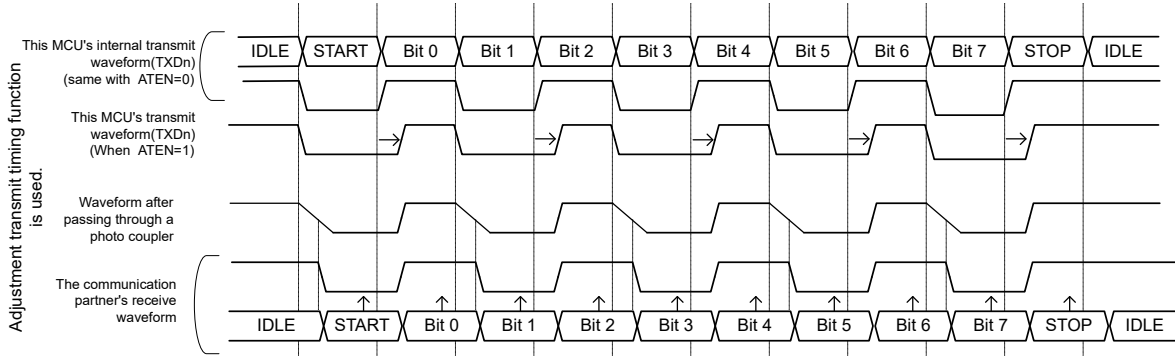 Adjustment transmit timing function
is used.
This MCU's internal transmit
waveform(TXDn)
(same with ATEN=0)
IDLE START Bit 0 Bit 1 Bit 2 Bit 3 Bit 4 Bit 5 Bit 6 Bit 7 STOP IDLE
This MCU's transmit
waveform(TXDn)
(When ATEN=1)
Waveform after
passing through a
photo coupler
The communication
partner's receive
waveform
IDLE START Bit 0 Bit 1 Bit 2 Bit 3 Bit 4 Bit 5 Bit 6 Bit 7 STOP IDLE